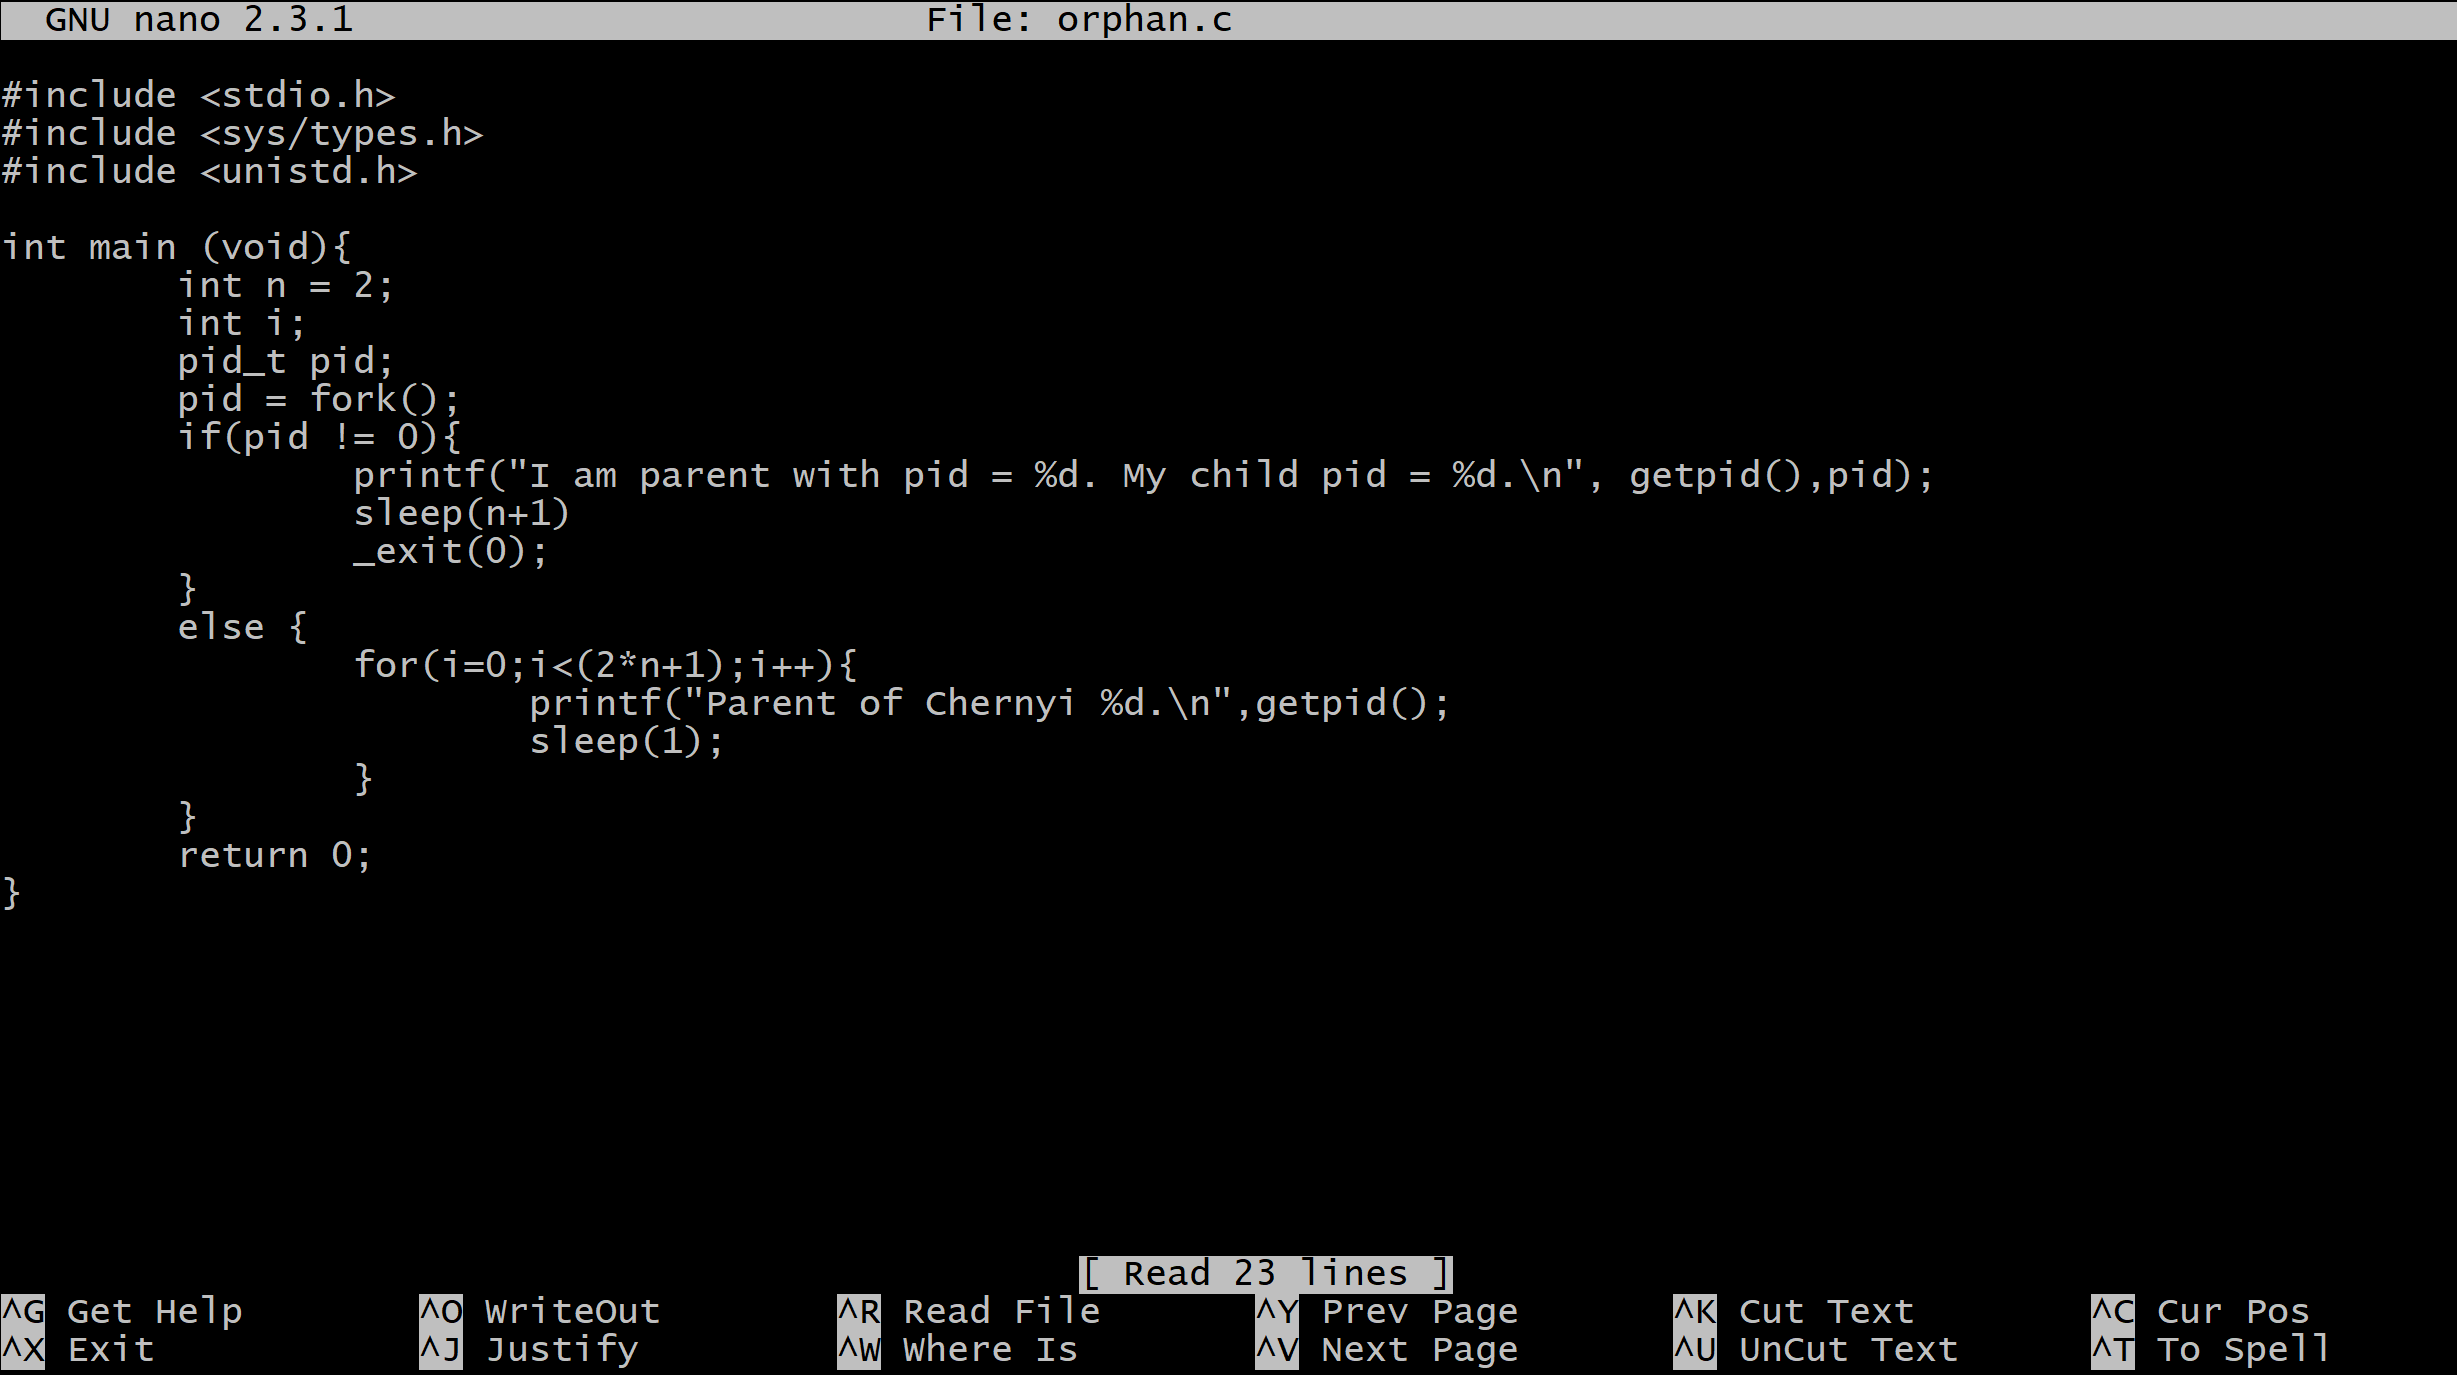 GNU nano 2.3.1 File: orphan.c
#include <stdio.h>
#include <sys/types.h>
#include <unistd.h>
int main (void){
        int n = 2;
        int i;
        pid_t pid;
        pid = fork();
        if(pid != 0){
                printf("I am parent with pid = %d. My child pid = %d.\n", getpid(),pid);
                sleep(n+1)
                _exit(0);
        }
        else {
                for(i=0;i<(2*n+1);i++){
                        printf("Parent of Chernyi %d.\n",getpid();
                        sleep(1);
                }
        }
        return 0;
}
[ Read 23 lines ]
^G Get Help ^O WriteOut ^R Read File ^Y Prev Page ^K Cut Text ^C Cur Pos
^X Exit ^J Justify ^W Where Is ^V Next Page ^U UnCut Text ^T To Spell